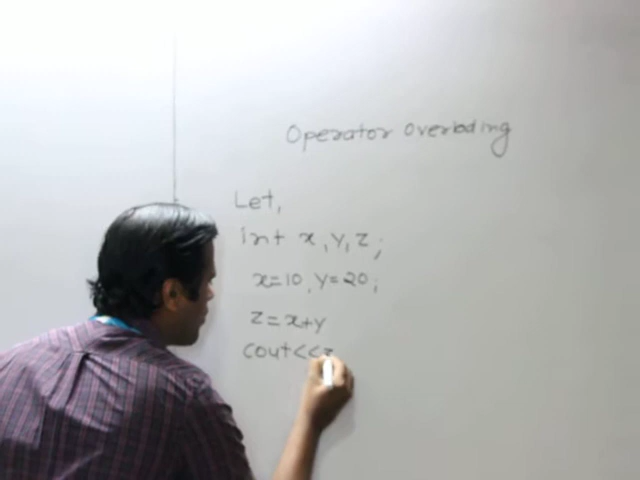 Operator Overloading
Let,
int x, y, z;
x=10, y=20;
z=x+y
cout<<z